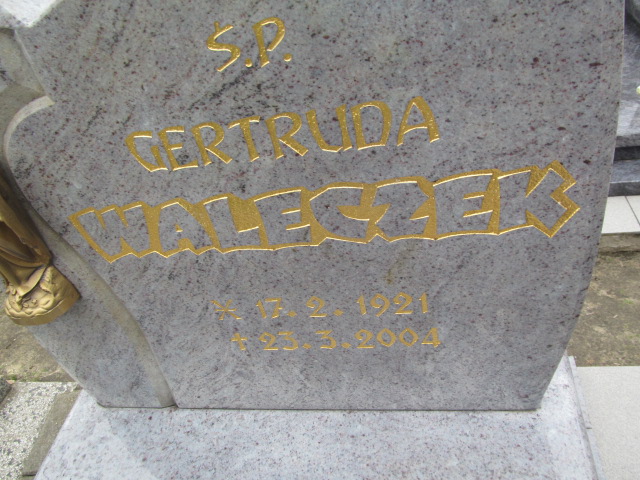 Ś.P.
GERTRUDA
WALECZEK
* 17.2.1921
✝ 23.3.2004